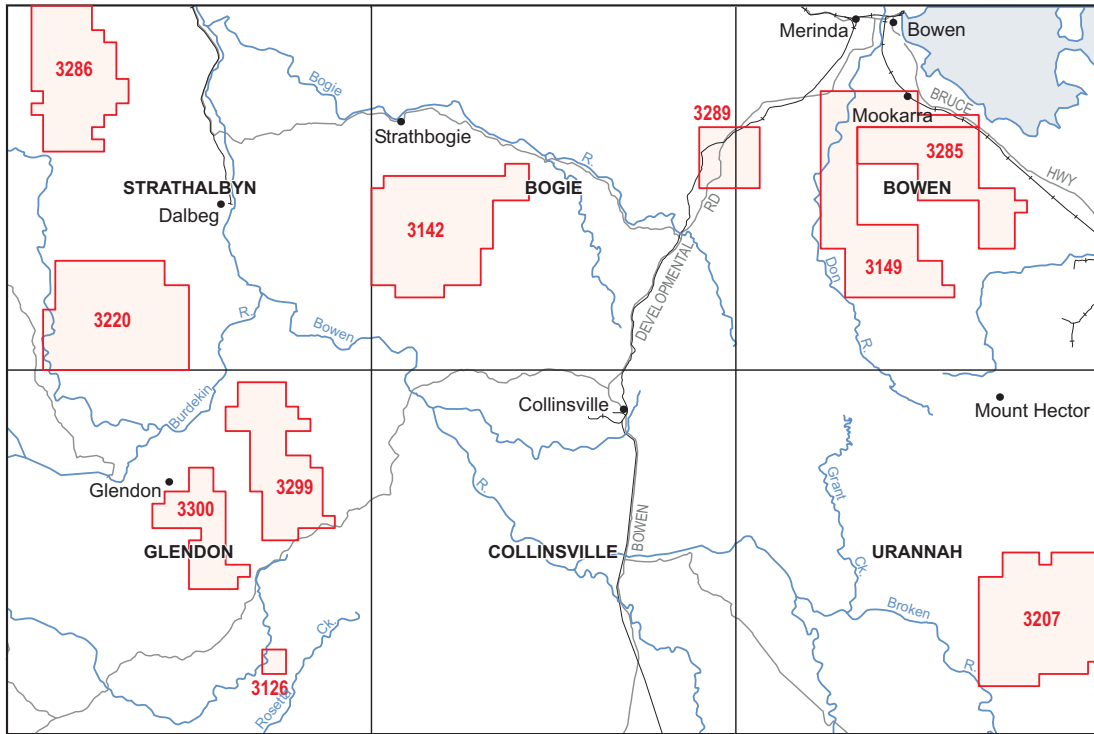 Merinda
Bowen
3286
Bogie
BRUCE
Mookarra
3289
Strathbogie
R.
3285
HWY
STRATHALBYN
BOGIE
BOWEN
Dalbeg
RD
3142
Don
3149
DEVELOPMENTAL
3220
R.
Bowen
R.
Burdekin
Collinsville
Mount Hector
Glendon
3299
R.
Grant
3300
BOWEN
GLENDON
COLLINSVILLE
URANNAH
Ck.
Broken
3207
Ck.
R.
3126
Rosetta